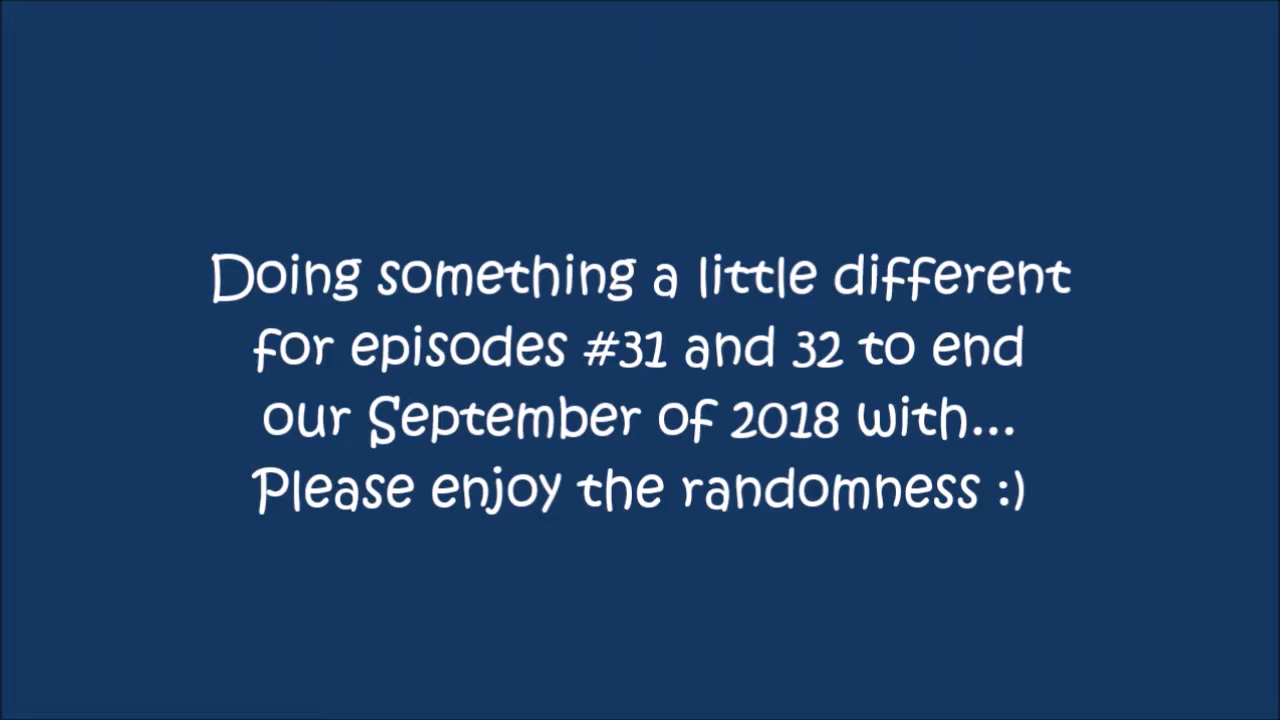 Doing something a little different
for episodes #31 and 32 to end
our September of 2018 with...
Please enjoy the randomness :)